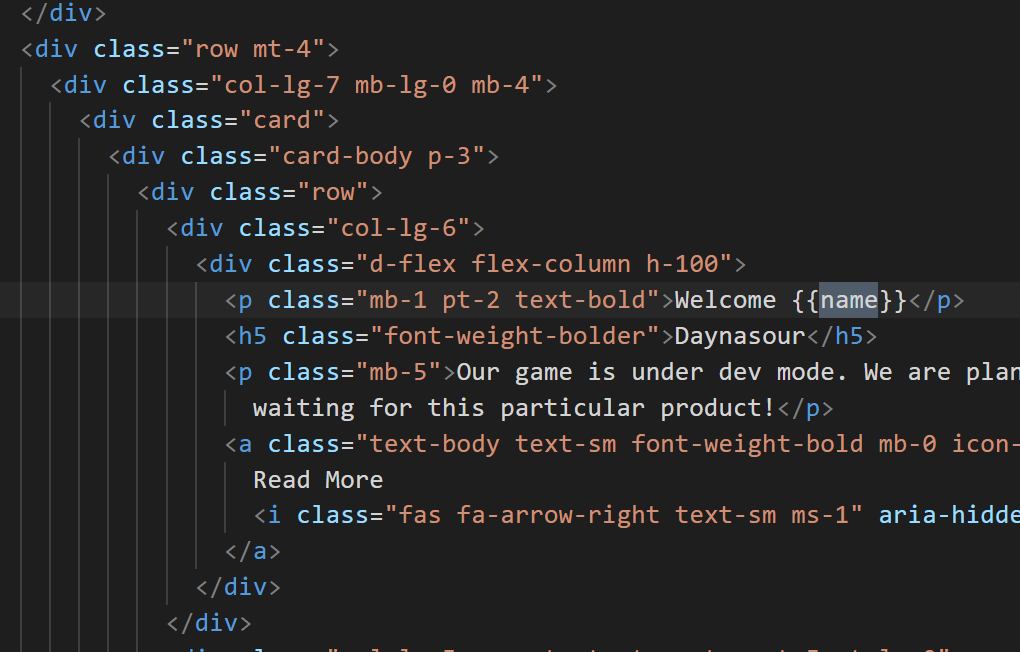 </div>
<div class="row mt-4">
<div class="col-lg-7 mb-lg-0 mb-4">
<div class="card">
<div class="card-body p-3">
<div class="row">
<div class="col-lg-6">
<div class="d-flex flex-column h-100">
<p class="mb-1 pt-2 text-bold">Welcome {{name}}</p>
<h5 class="font-weight-bolder">Daynasour</h5>
<p class="mb-5">Our game is under dev mode. We are plan
waiting for this particular product!</p>
<a class="text-body text-sm font-weight-bold mb-0 icon-
Read More
<i class="fas fa-arrow-right text-sm ms-1" aria-hidde
</a>
</div>
</div>